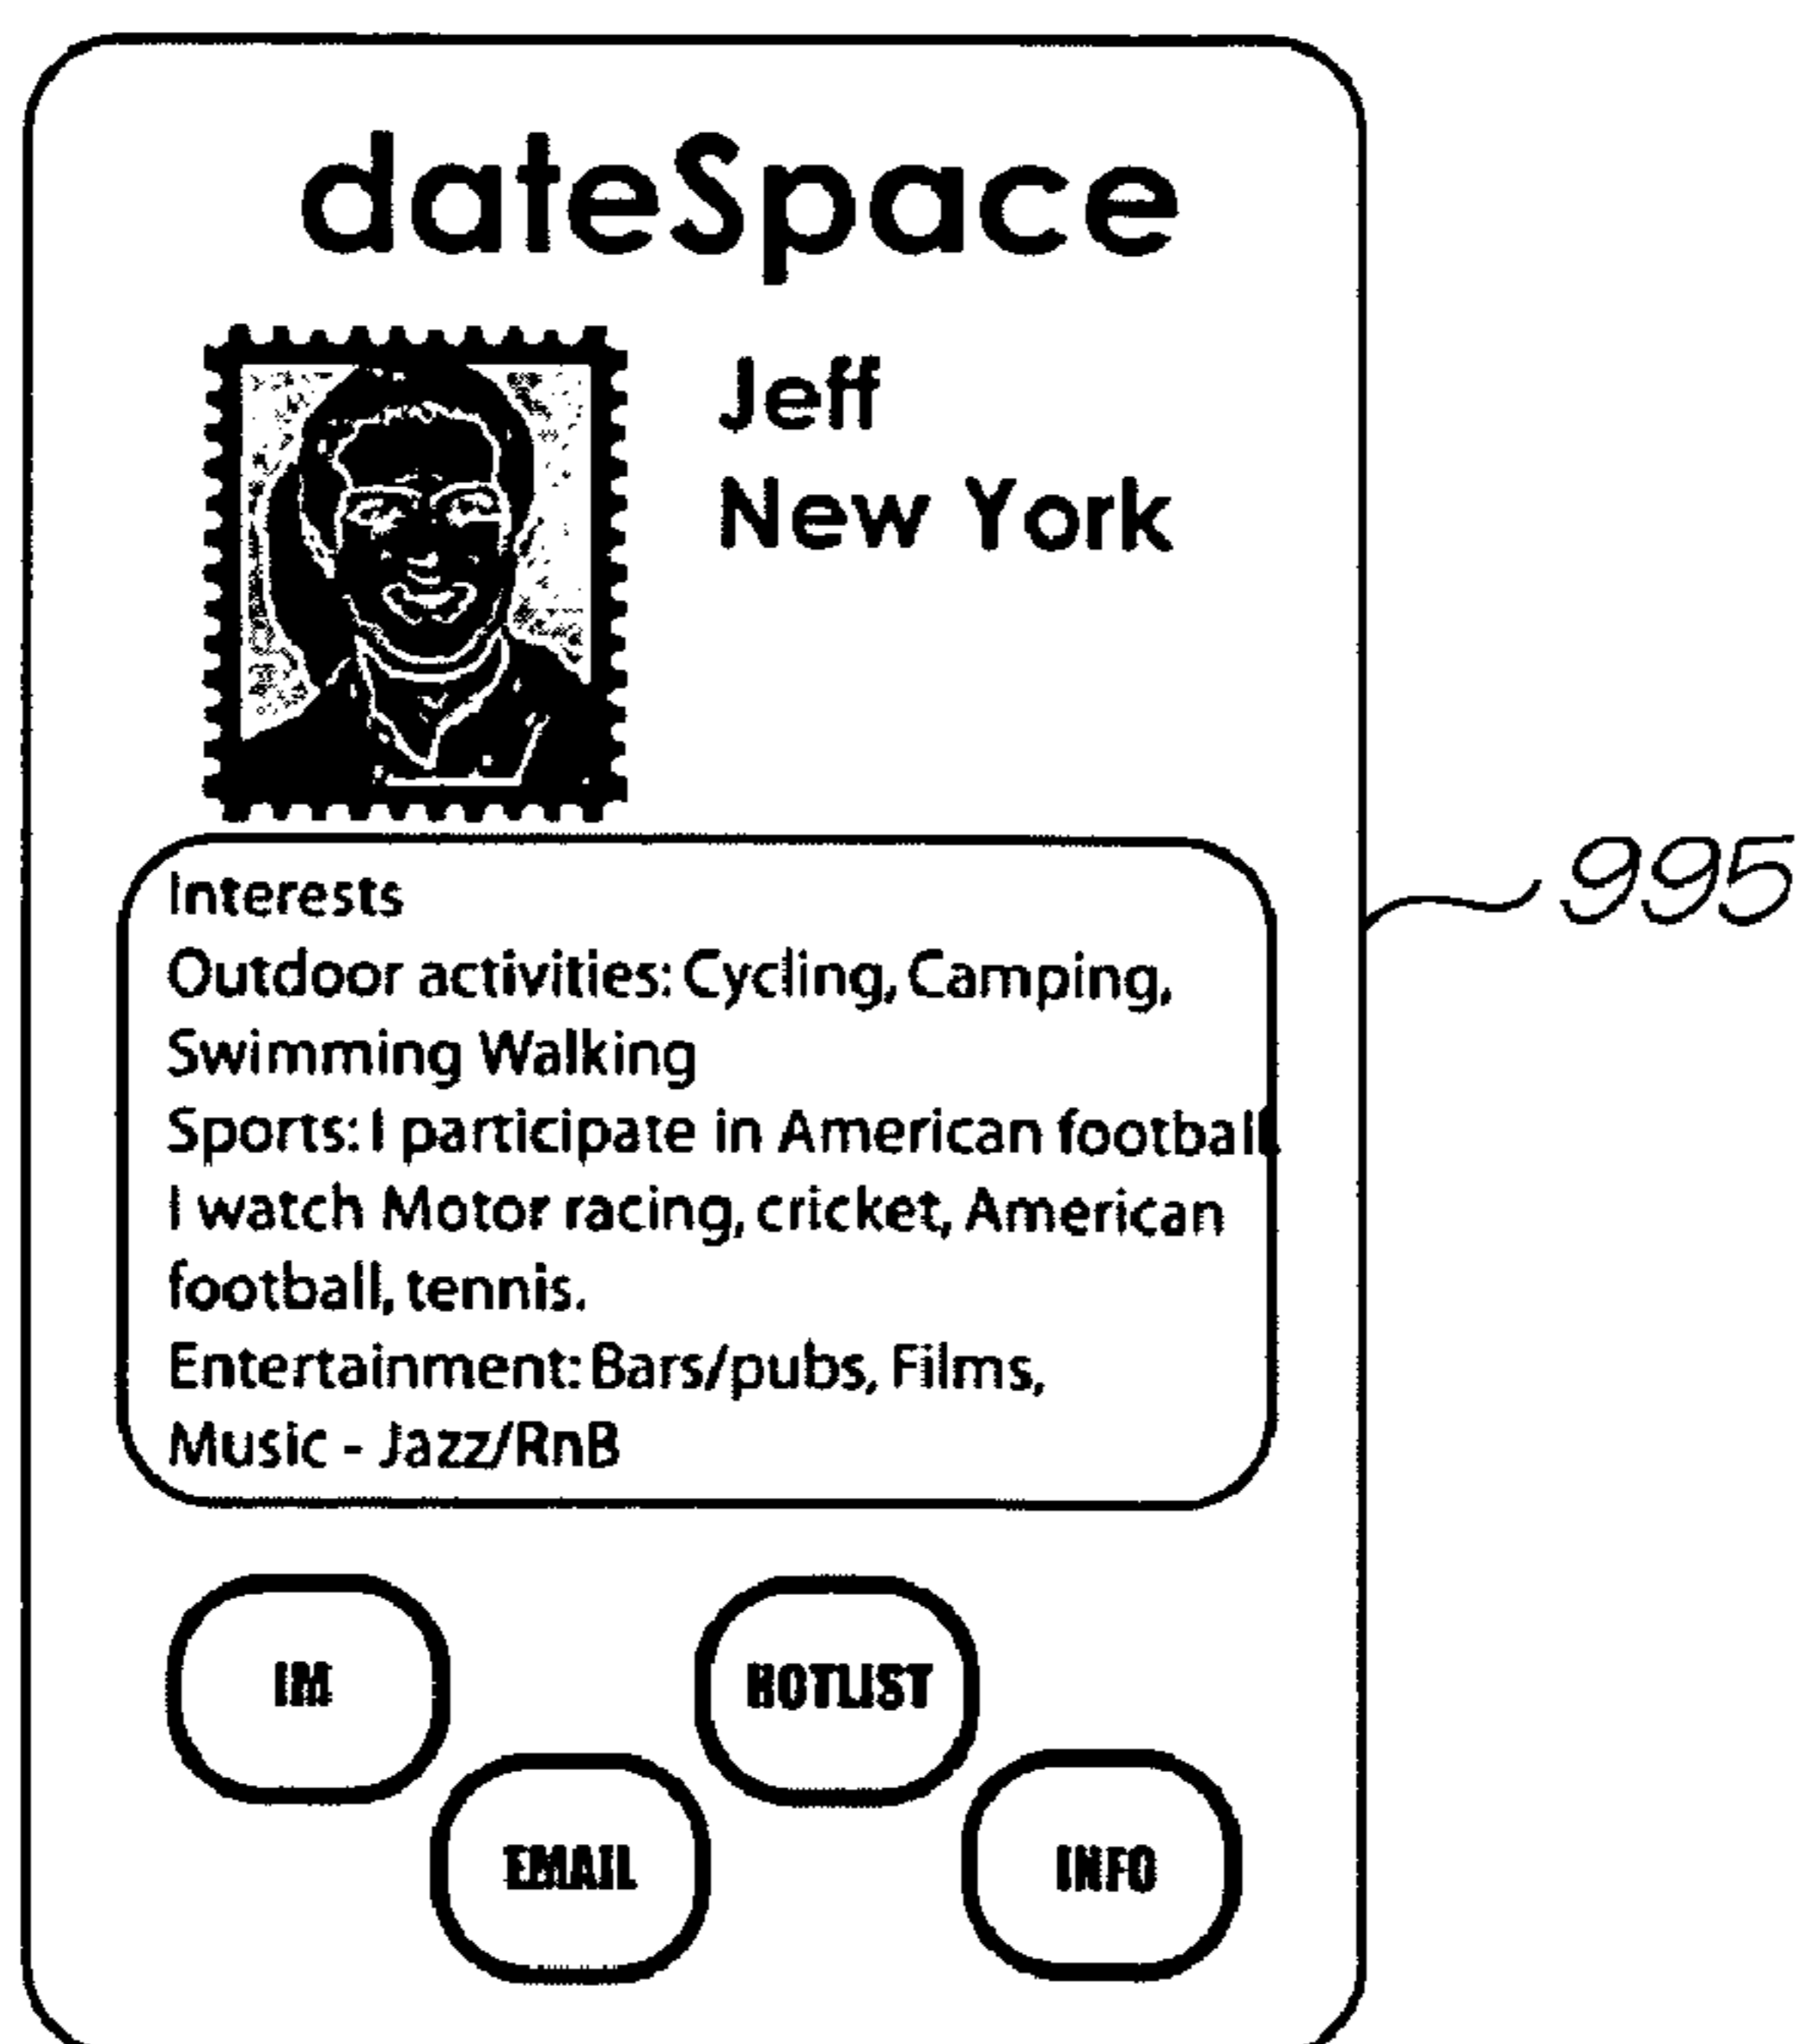 dateSpace
Jeff
New York
995
Interests
Outdoor activities: Cycling, Camping,
Swimming Walking
Sports: I participate in American football.
I watch Motor racing, cricket, American
football, tennis.
Entertainment: Bars/pubs, Films,
Music - Jazz/RnB
IM
HOTLIST
EMAIL
INFO